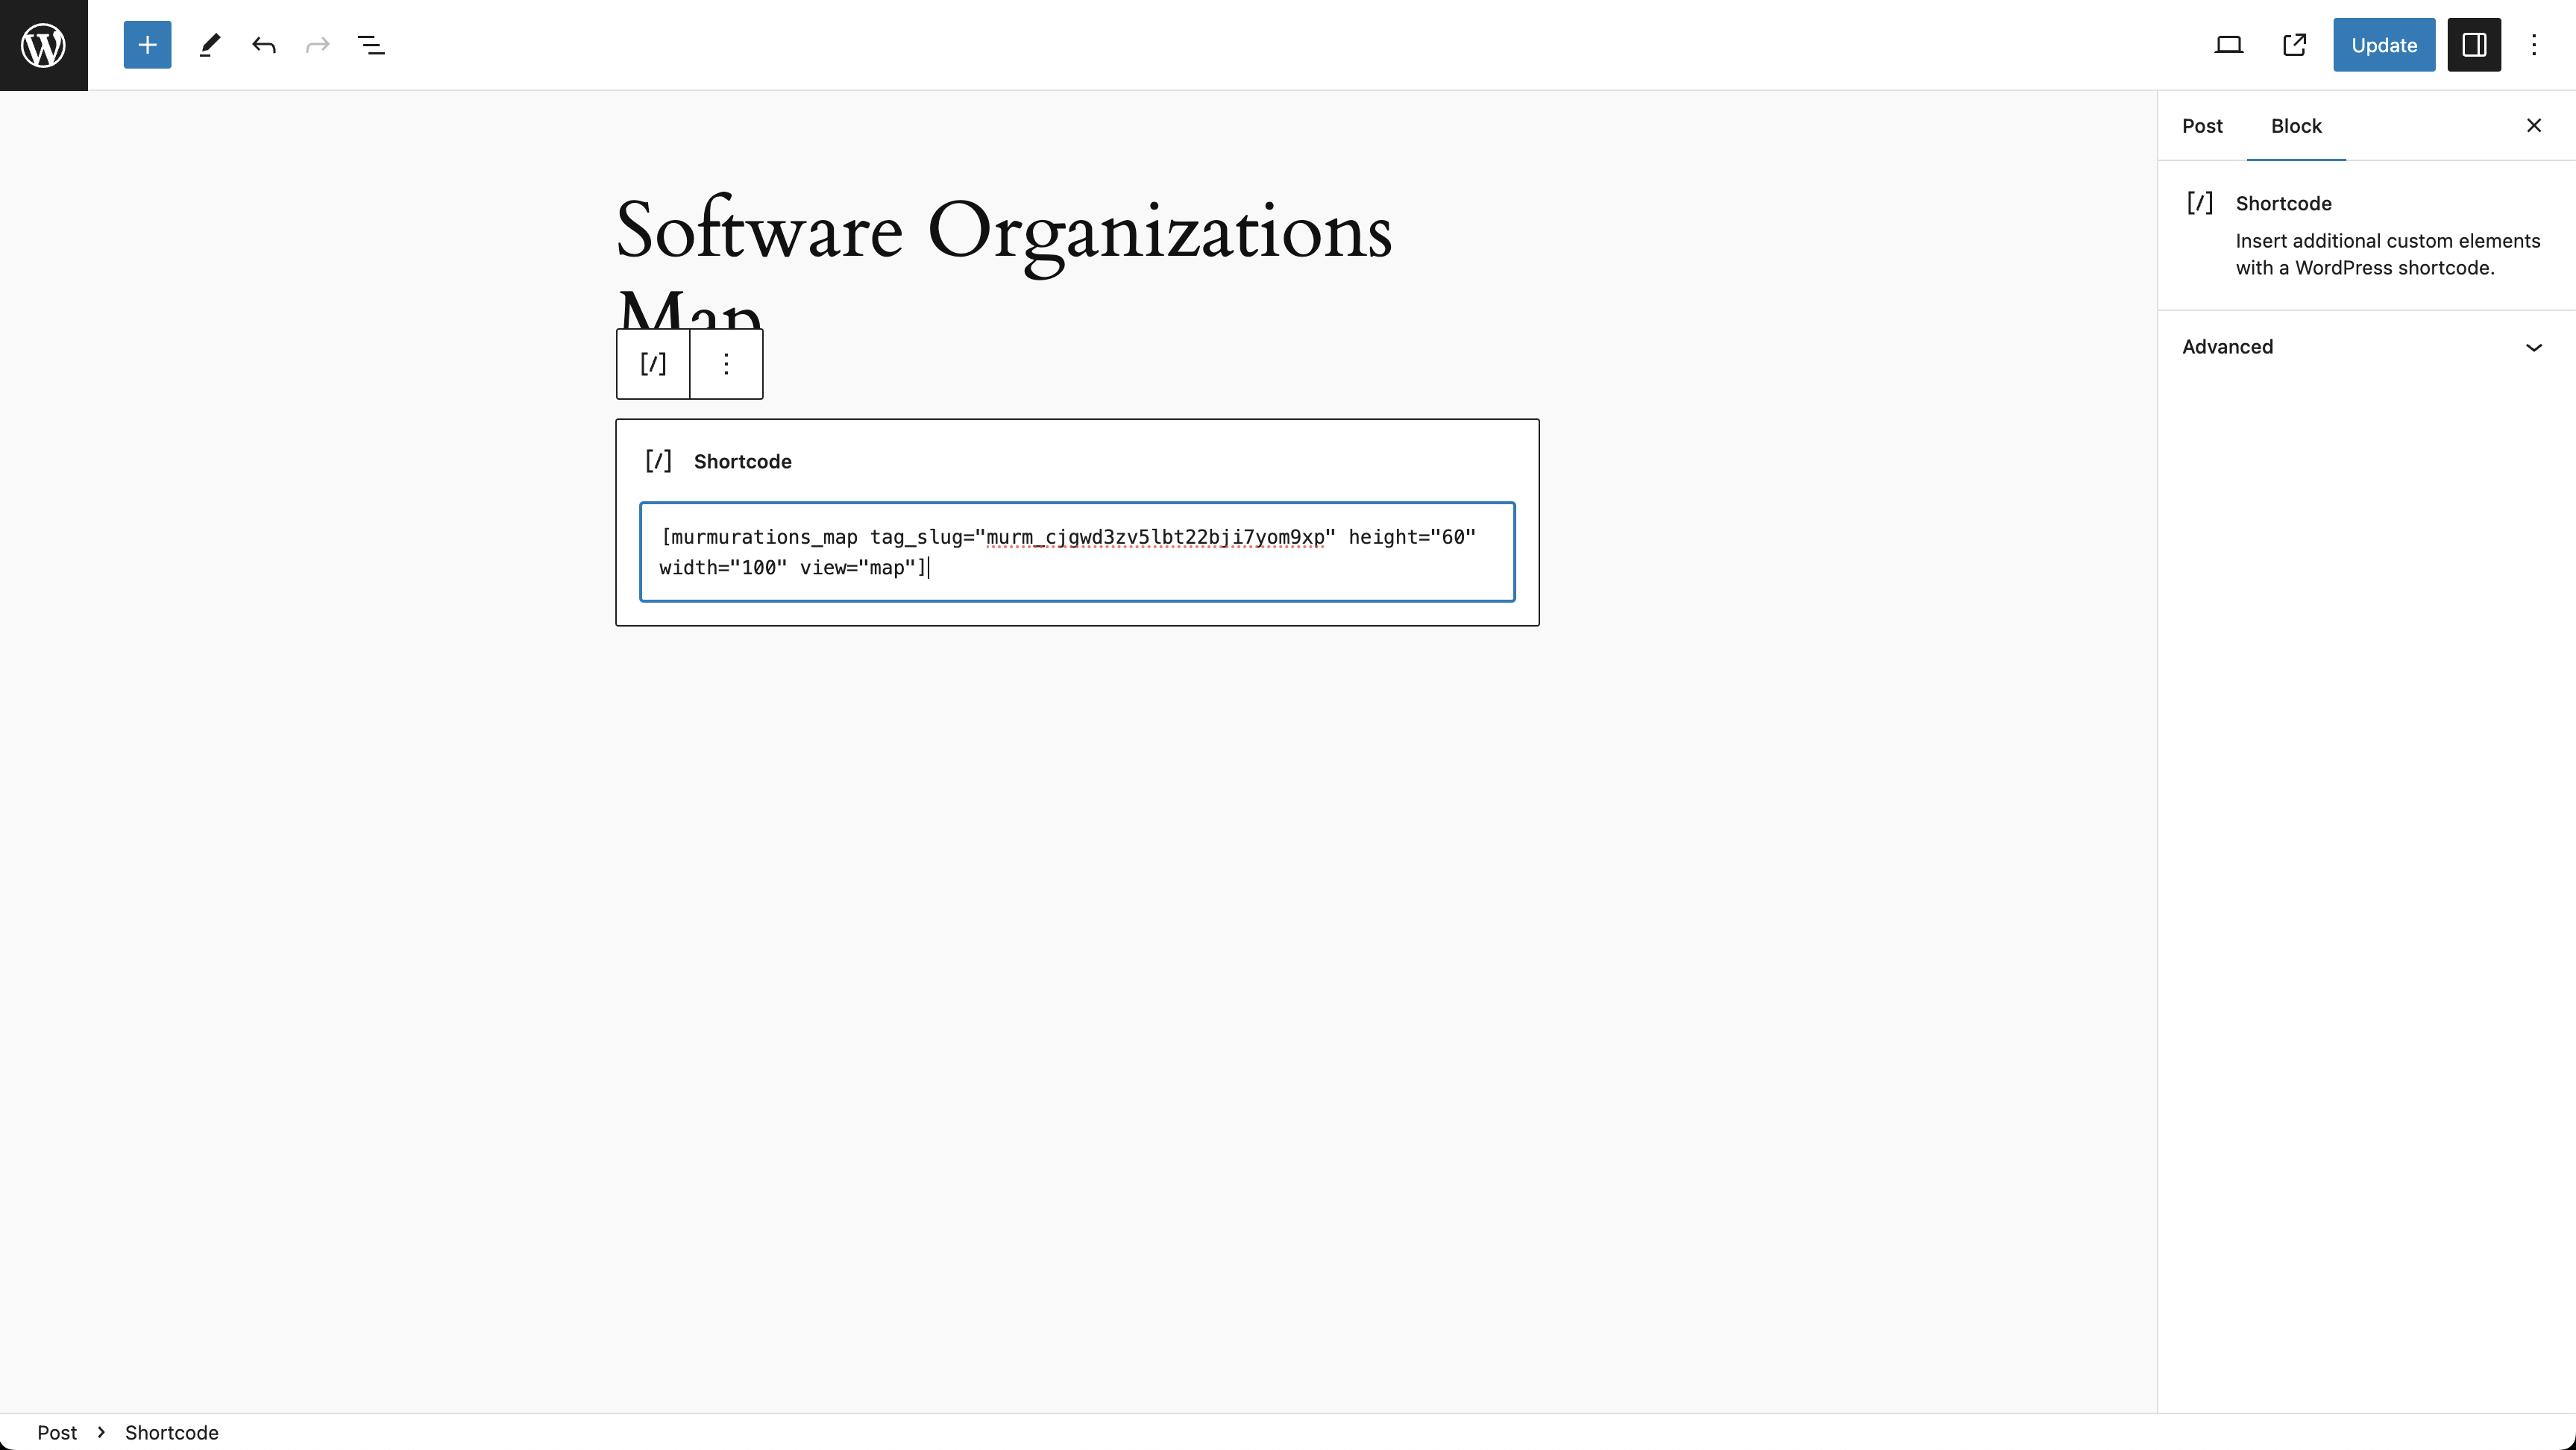 Update
Post
Block
Shortcode
Insert additional custom elements
with a WordPress shortcode.
Advanced
Software Organizations
Map
Shortcode
[murmurations_map tag_slug="murm_cjgwd3zv5lbt22bji7yom9xp" height="60"
width="100" view="map"]
Post > Shortcode